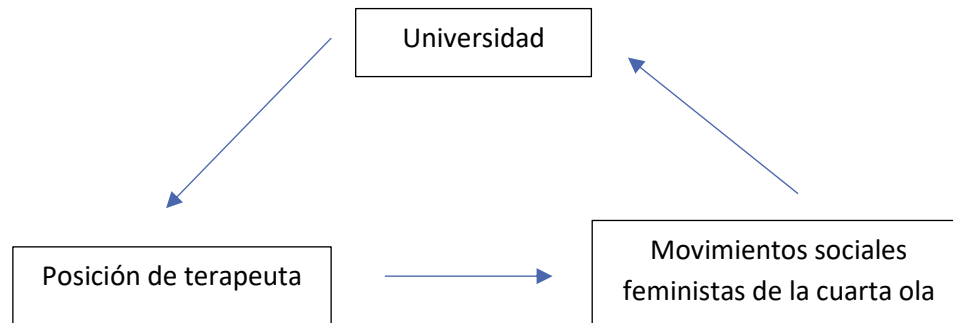 Universidad
Posición de terapeuta
Movimientos sociales
feministas de la cuarta ola